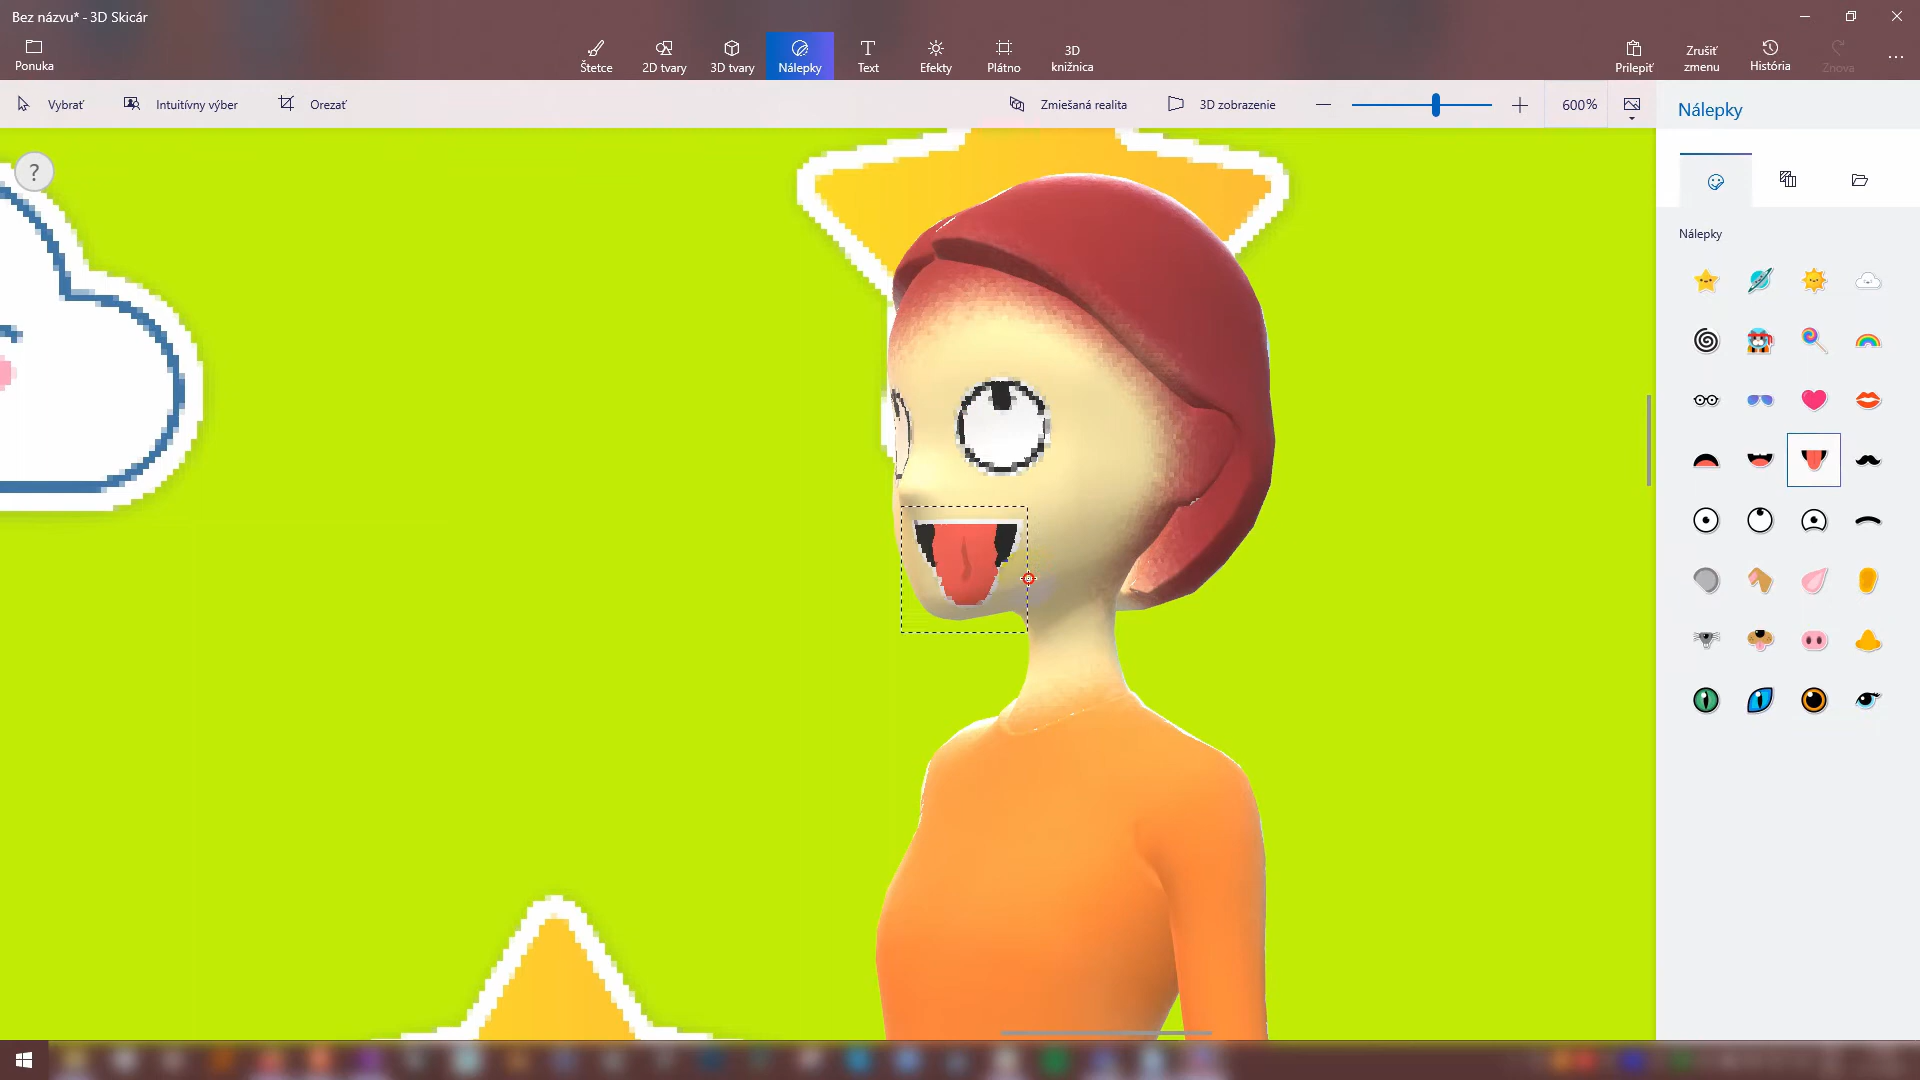 Bez názvu* - 3D Skicár
Ponuka
Štetce
2D tvary
3D tvary
Nálepky
Text
Efekty
Plátno
3D knižnica
Prilepiť
Zrušiť zmenu
História
Znova
Vybrať
Intuitívny výber
Orezať
Zmiešaná realita
3D zobrazenie
600%
Nálepky
?
Nálepky